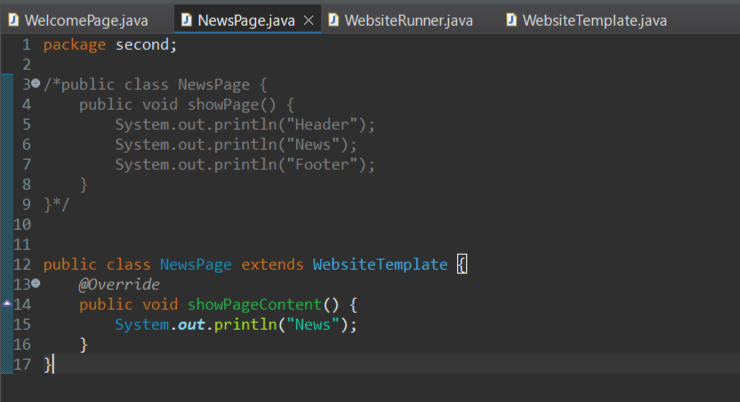 WelcomePage.java NewsPage.java WebsiteRunner.java WebsiteTemplate.java
1 package second;
2
3 /*public class NewsPage {
4     public void showPage() {
5         System.out.println("Header");
6         System.out.println("News");
7         System.out.println("Footer");
8     }
9 }*/
10
11
12 public class NewsPage extends WebsiteTemplate {
13     @Override
14     public void showPageContent() {
15         System.out.println("News");
16     }
17 }